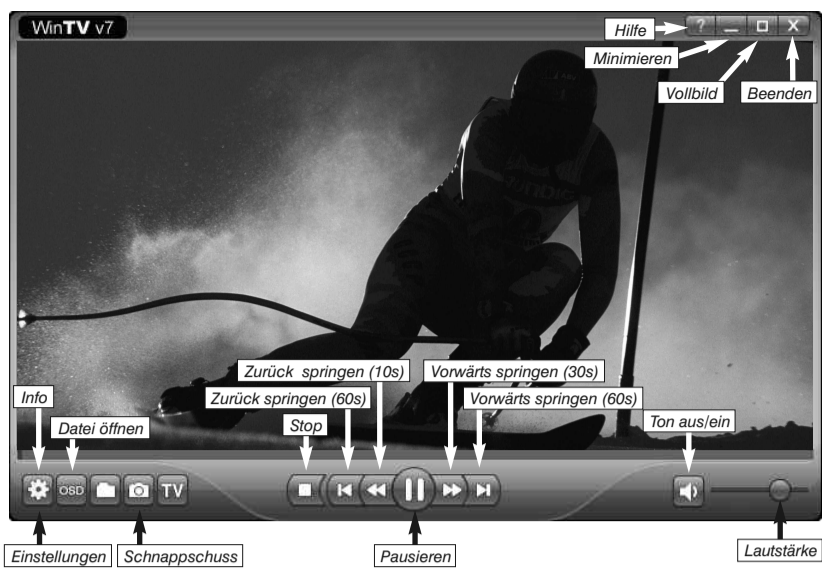 WinTV v7
Hilfe
?
X
Minimieren
Vollbild
Beenden
Zurück springen (10s)
Vorwärts springen (30s)
Info
Zurück springen (60s)
Vorwärts springen (60s)
Datei öffnen
Stop
Ton aus/ein
OSD
TV
Einstellungen
Schnappschuss
Pausieren
Lautstärke